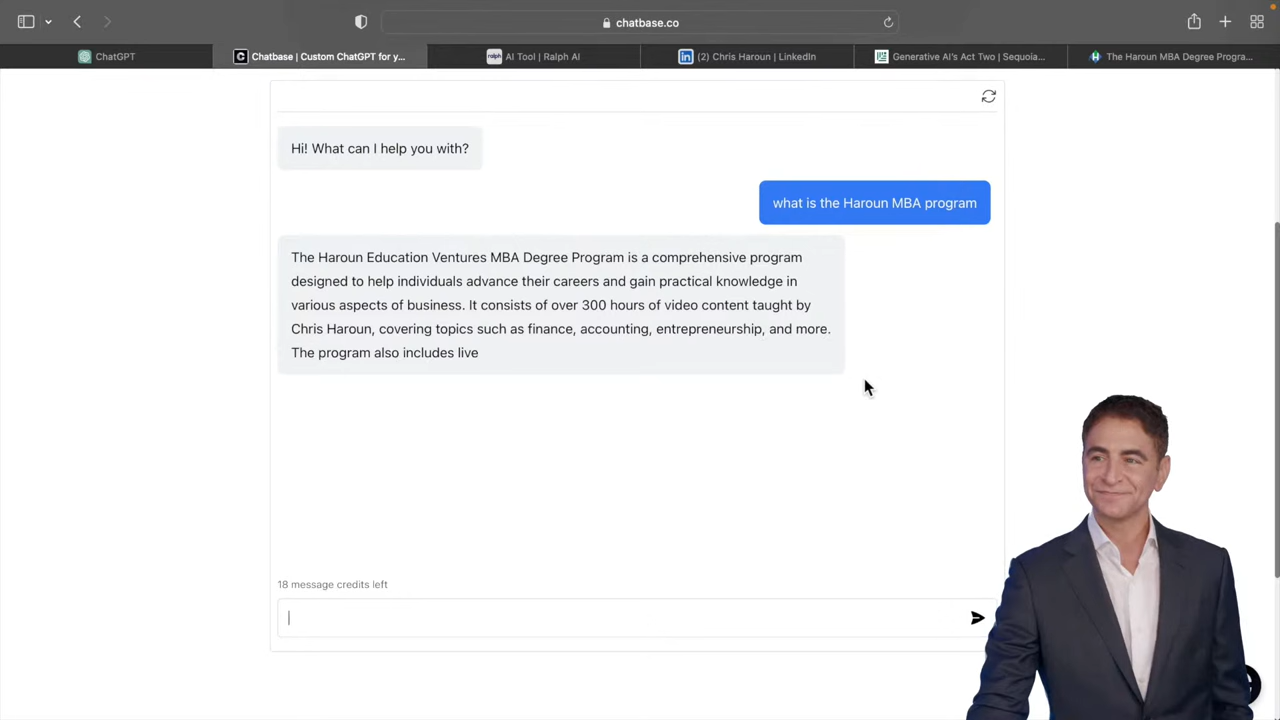 chatbase.co
ChatGPT
Chatbase | Custom ChatGPT for y...
ralph
AI Tool | Ralph AI
(2) Chris Haroun | LinkedIn
Generative AI's Act Two | Sequoia...
The Haroun MBA Degree Progra...
Hi! What can I help you with?
what is the Haroun MBA program
The Haroun Education Ventures MBA Degree Program is a comprehensive program
designed to help individuals advance their careers and gain practical knowledge in
various aspects of business. It consists of over 300 hours of video content taught by
Chris Haroun, covering topics such as finance, accounting, entrepreneurship, and more.
The program also includes live
18 message credits left